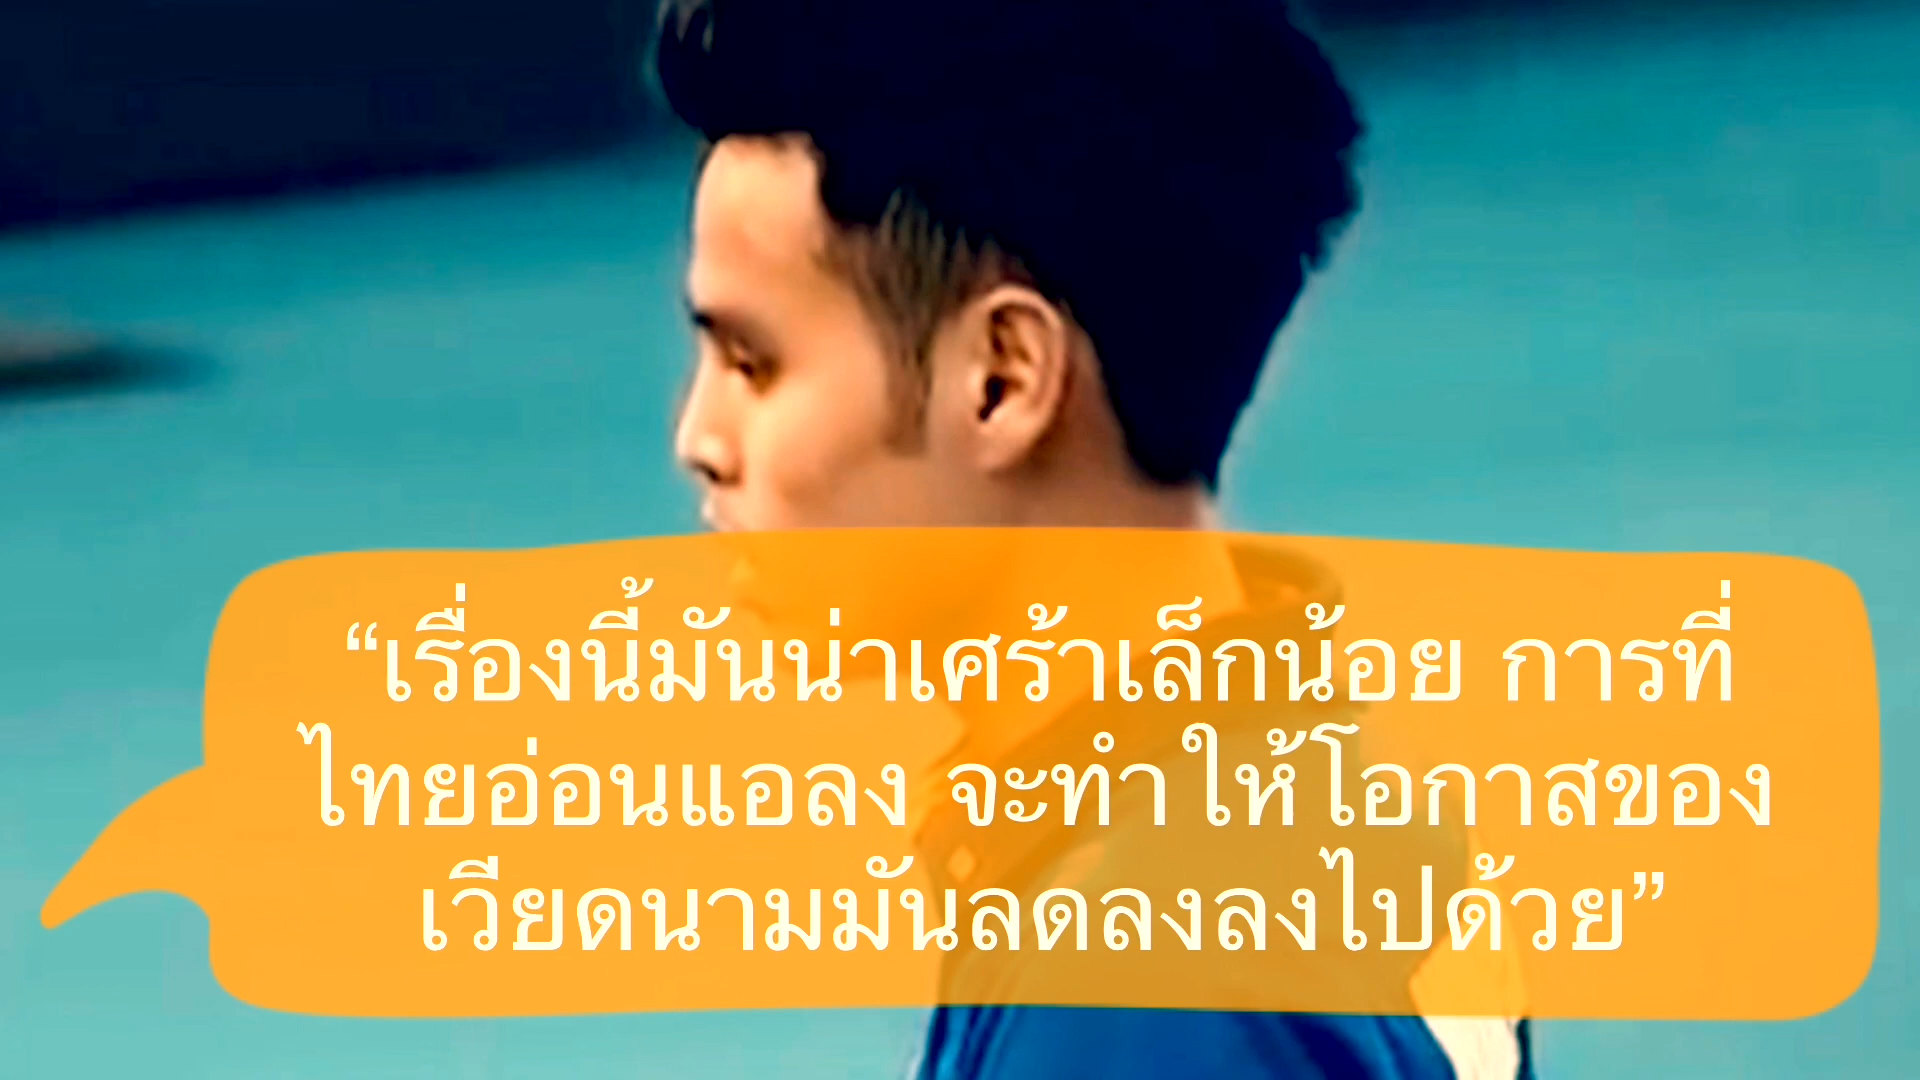 “เรื่องนี้มันน่าเศร้าเล็กน้อย การที่
ไทยอ่อนแอลง จะทำให้โอกาสของ
เวียดนามมันลดลงลงไปด้วย”